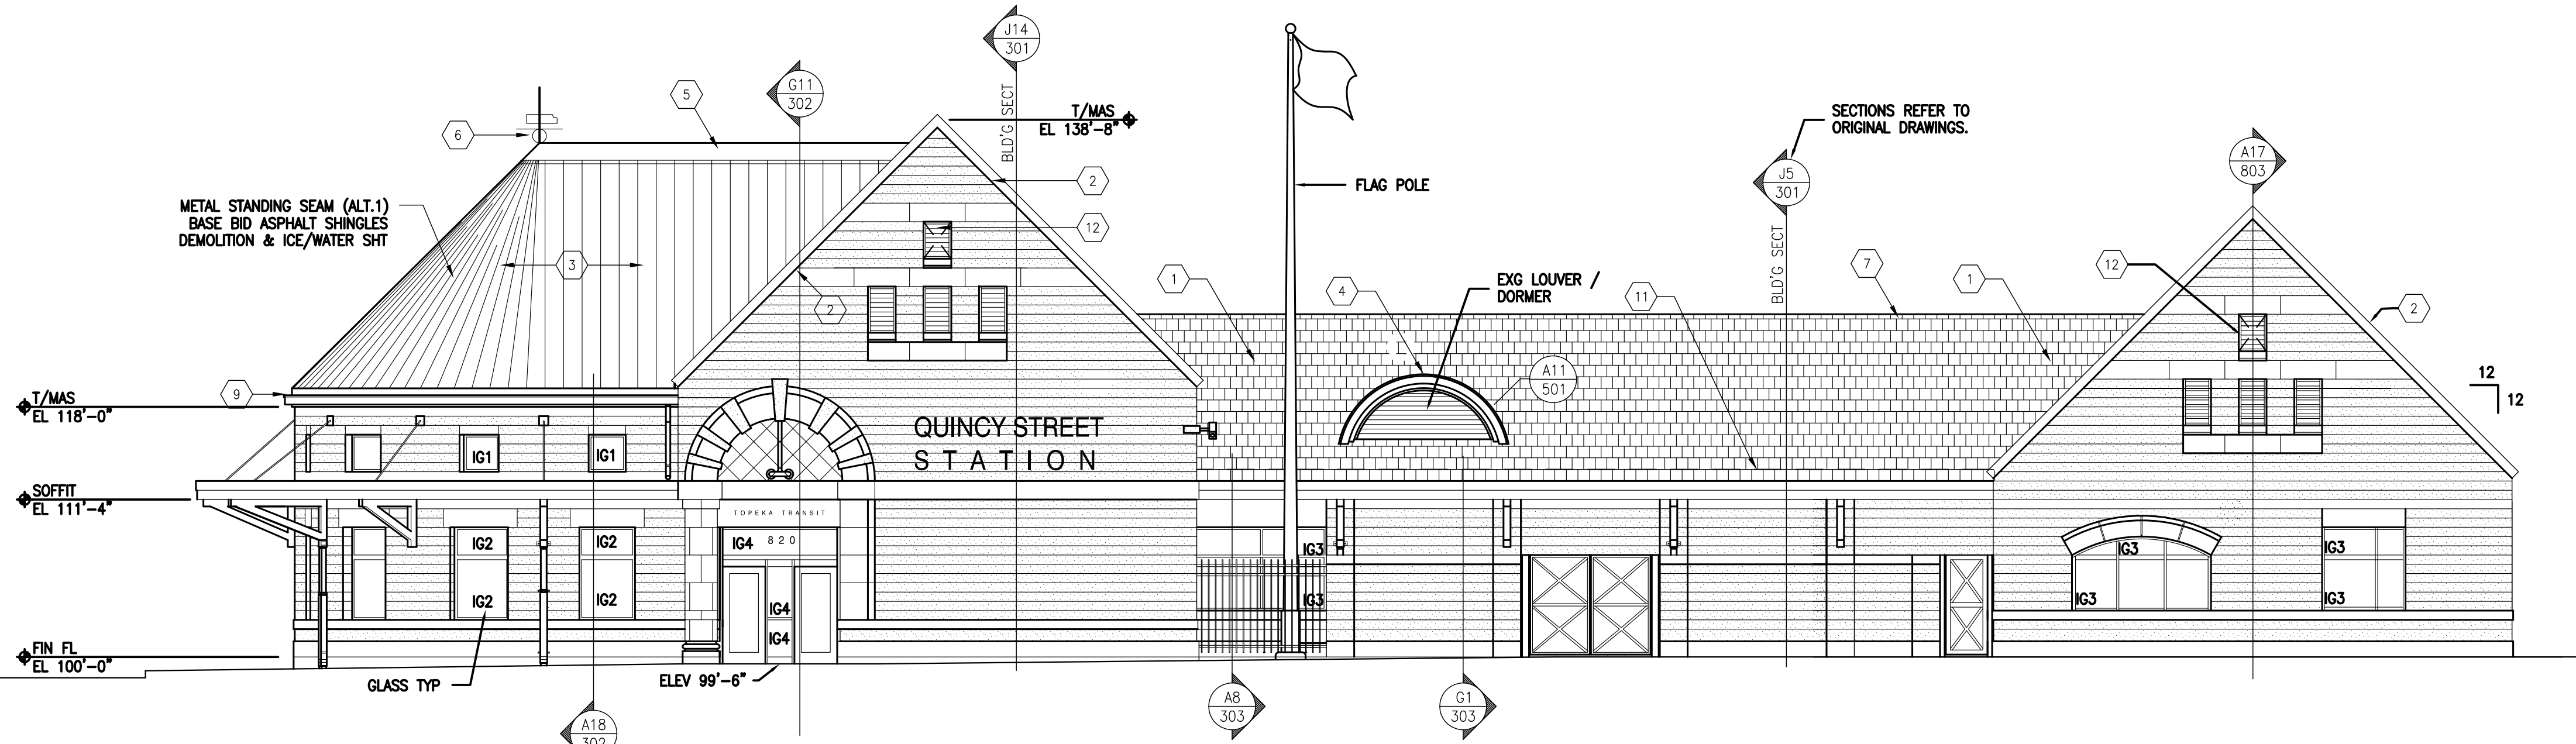 J14
301
G11
302
5
6
BLD'G SECT
T/MAS
EL 138'-8"
SECTIONS REFER TO
ORIGINAL DRAWINGS.
A17
803
J5
301
2
FLAG POLE
METAL STANDING SEAM (ALT.1)
BASE BID ASPHALT SHINGLES
DEMOLITION & ICE/WATER SHT
12
3
1
4
EXG LOUVER /
DORMER
11
BLD'G SECT
7
1
12
2
2
A11
501
12
12
9
T/MAS
EL 118'-0"
QUINCY STREET
STATION
IG1
IG1
SOFFIT
EL 111'-4"
TOPEKA TRANSIT
IG2
IG2
IG4
820
IG3
IG3
IG3
IG2
IG2
IG4
IG3
IG3
IG3
IG4
FIN FL
EL 100'-0"
GLASS TYP
ELEV 99'-6"
A18
302
A8
303
G1
303